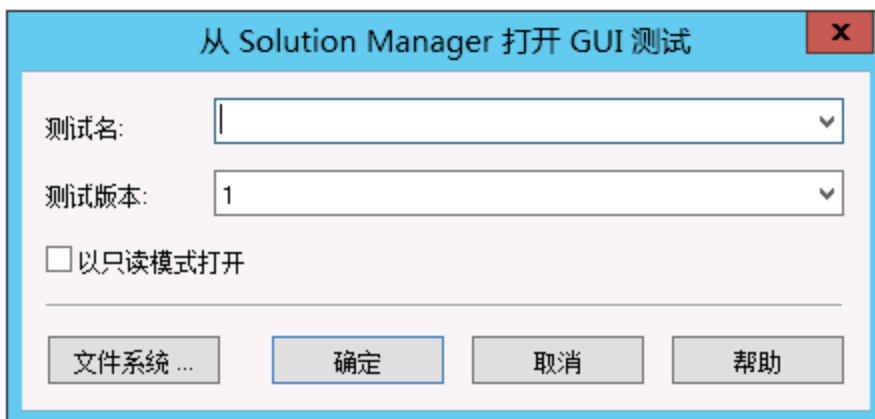 从 Solution Manager 打开 GUI 测试
x
测试名:
测试版本: 1
以只读模式打开
文件系统 ... 确定 取消 帮助